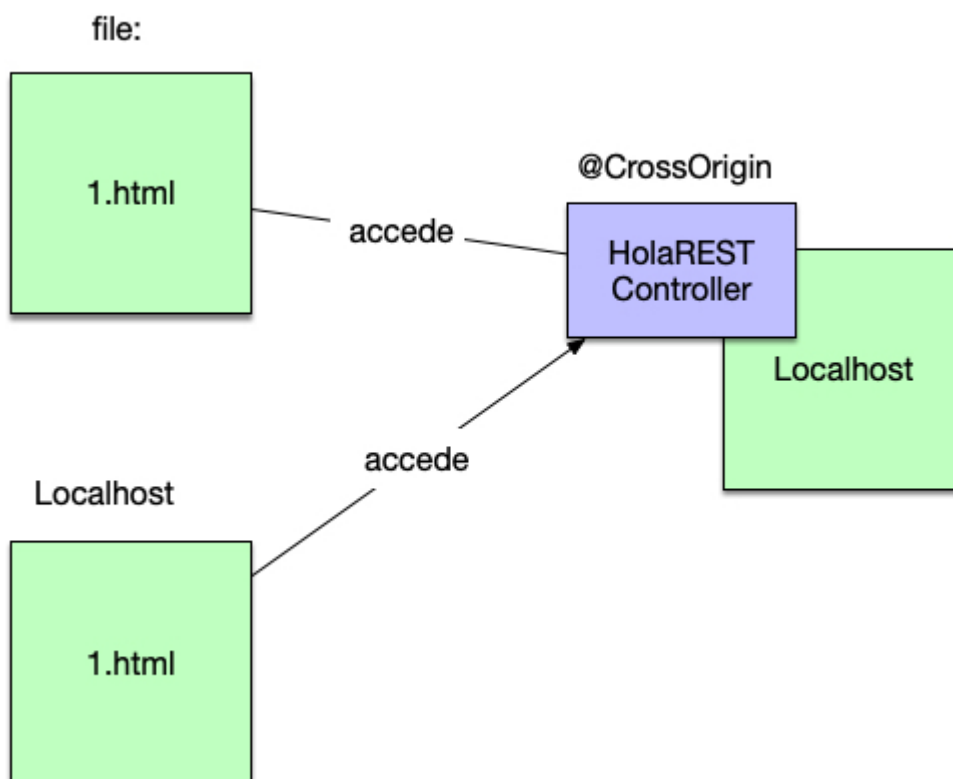 file:
1.html
@CrossOrigin
accede
HolaREST
Controller
Localhost
accede
Localhost
1.html